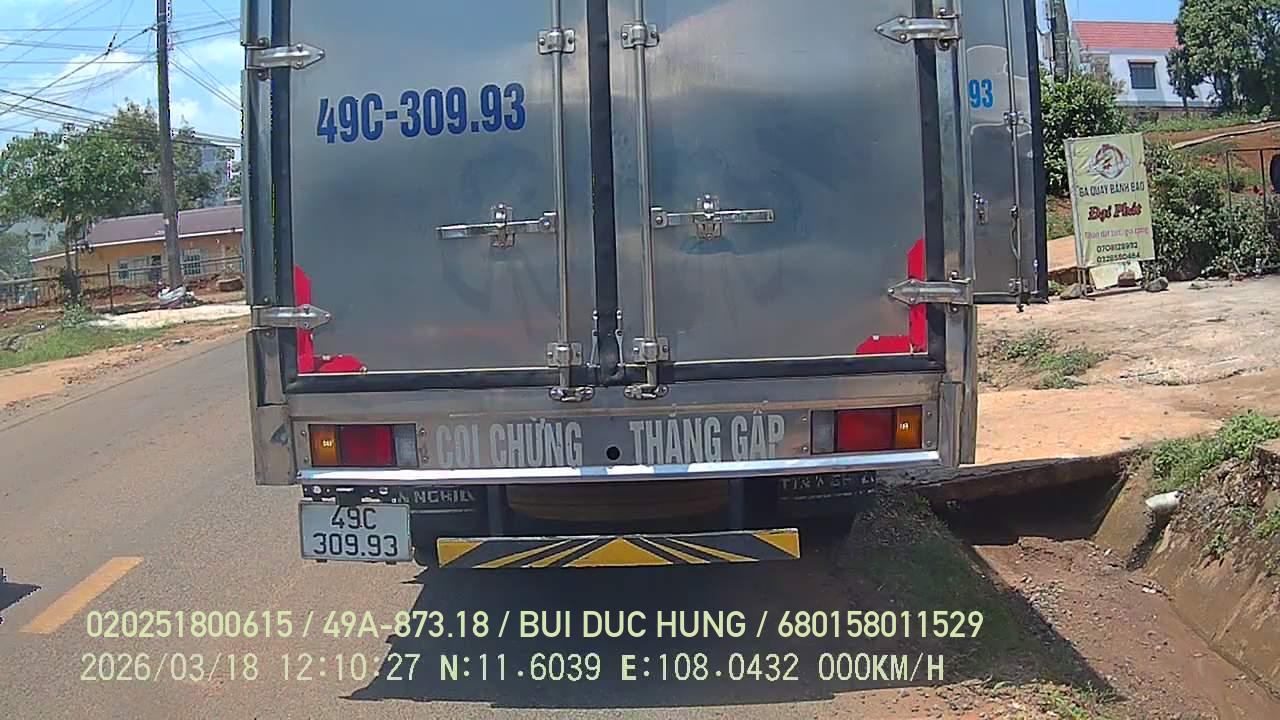 49C-309.93
93
GÀ QUAY BÁNH BAO
Đại Phát
0708128992
COI CHỪNG THẮNG GẤP
49C
309.93
020251800615 / 49A-873.18 / BUI DUC HUNG / 680158011529
2026/03/18 12:10:27 N:11.6039 E:108.0432 000KM/H